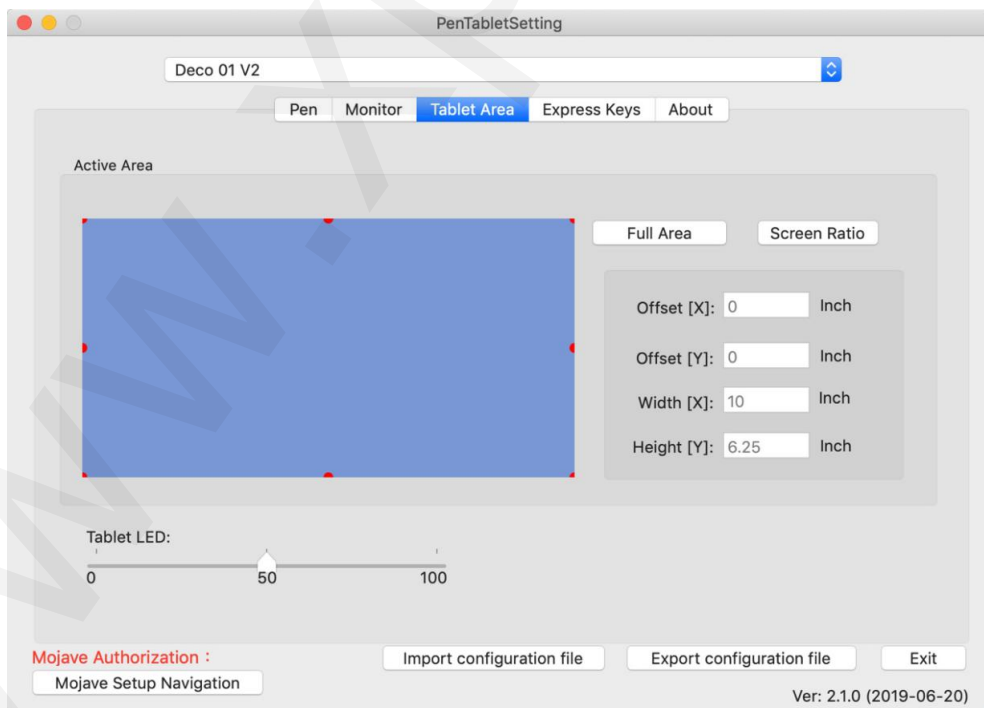 PenTabletSetting
Deco 01 V2
Pen Monitor Tablet Area Express Keys About
Active Area
Full Area Screen Ratio
Offset [X]: 0 Inch
Offset [Y]: 0 Inch
Width [X]: 10 Inch
Height [Y]: 6.25 Inch
Tablet LED:
0 50 100
Mojave Authorization :
Import configuration file Export configuration file Exit
Mojave Setup Navigation
Ver: 2.1.0 (2019-06-20)